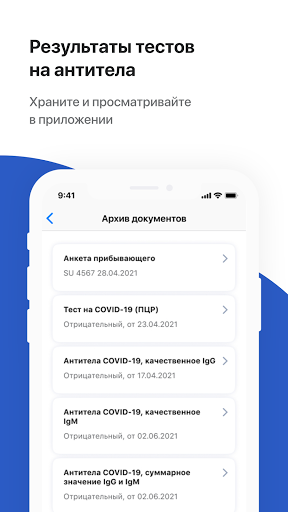 Результаты тестов
на антитела
Храните и просматривайте
в приложении
9:41
Архив документов
Анкета прибывающего
SU 4567 28.04.2021
Тест на COVID-19 (ПЦР)
Отрицательный, от 23.04.2021
Антитела COVID-19, качественное IgG
Отрицательный, от 17.04.2021
Антитела COVID-19, качественное
IgM
Отрицательный, от 02.06.2021
Антитела COVID-19, суммарное
значение IgG и IgM
Отрицательный, от 02.06.2021